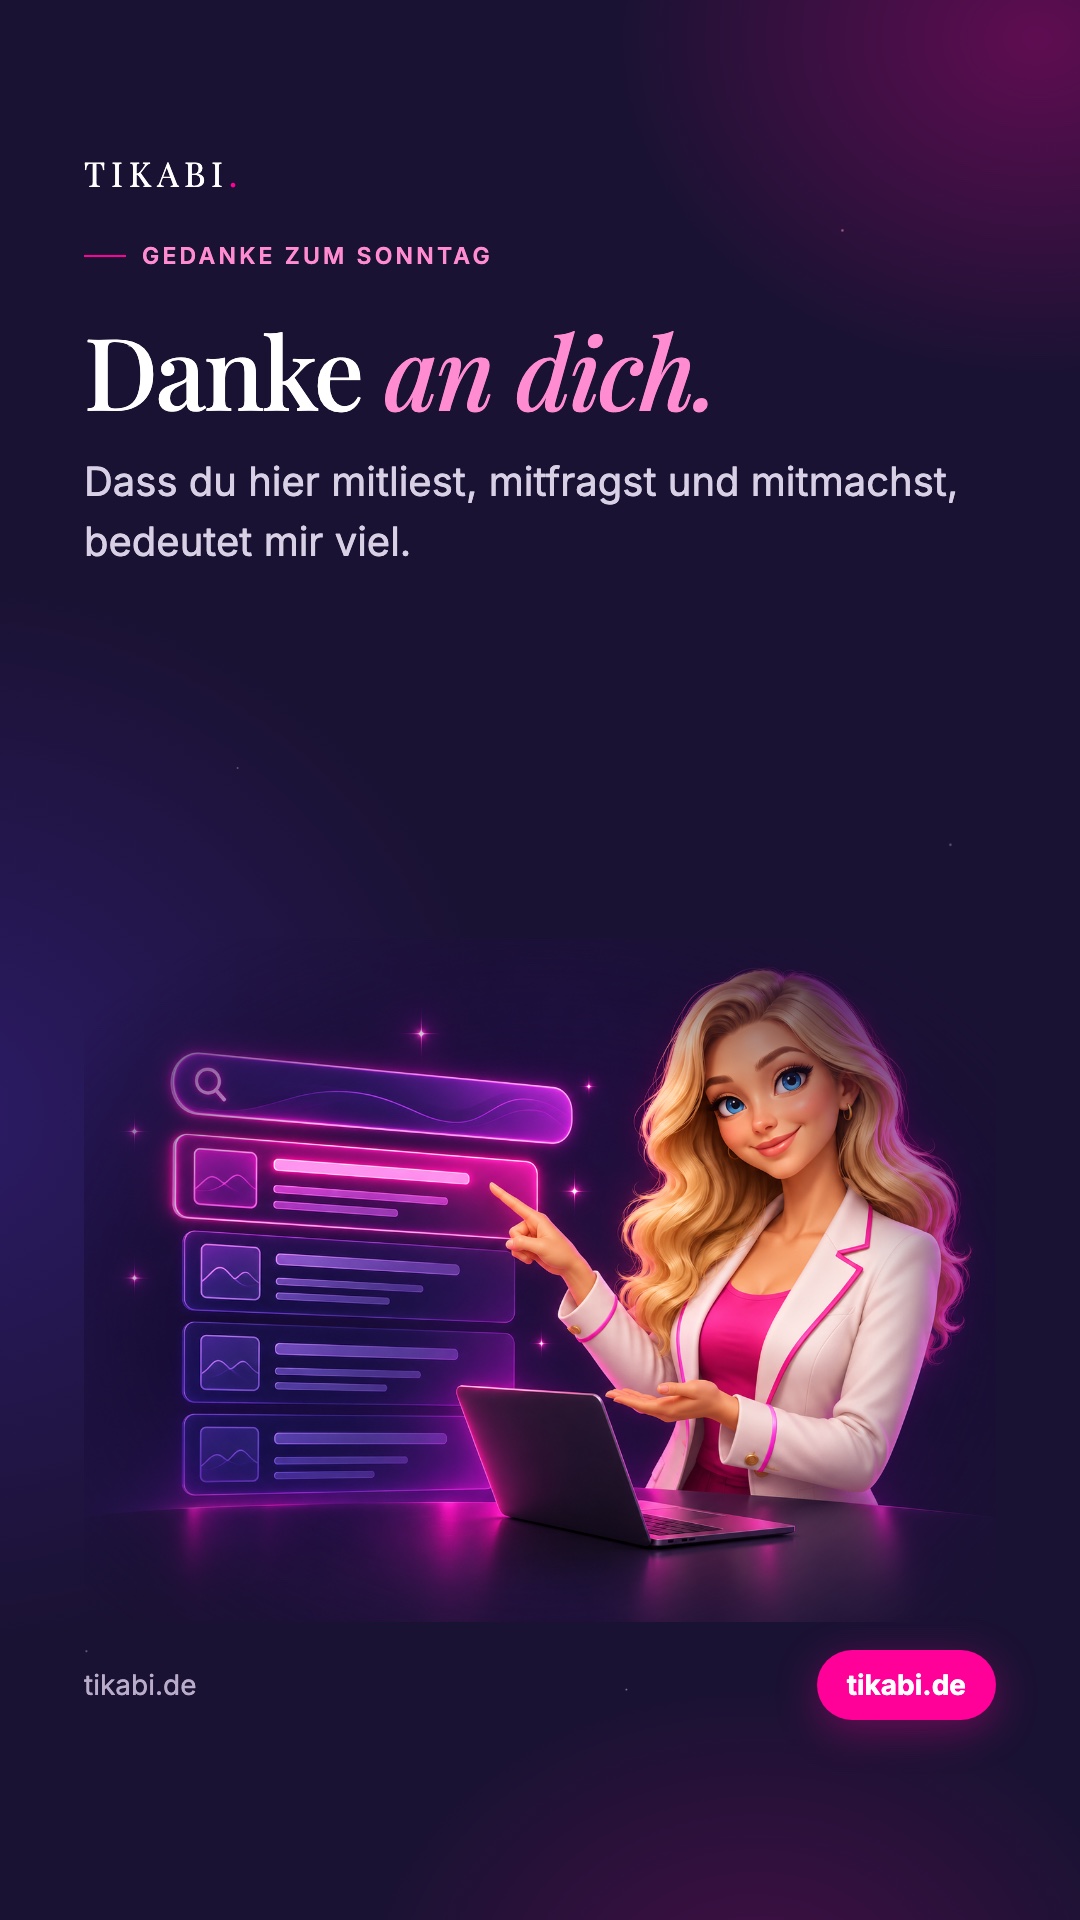 TIKABI.
GEDANKE ZUM SONNTAG
Danke an dich.
Dass du hier mitliest, mitfragst und mitmachst,
bedeutet mir viel.
tikabi.de
tikabi.de